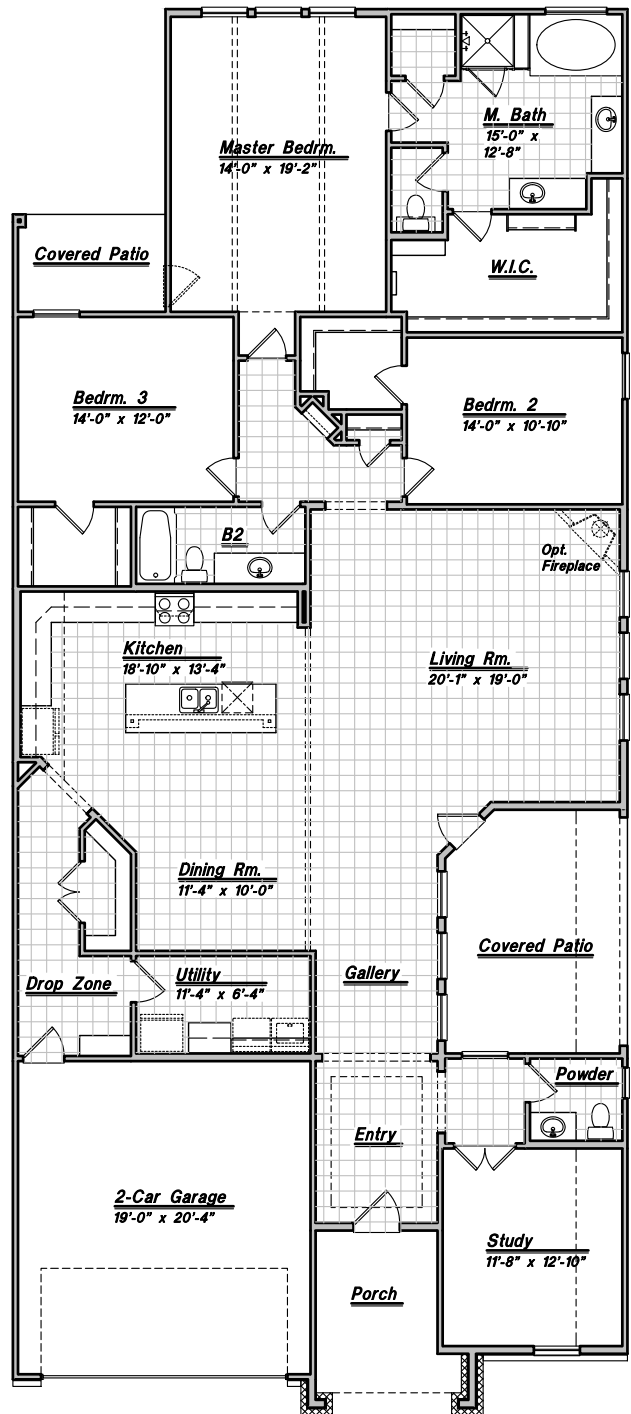 M. Bath
15'-0" x
12'-8"
Master Bedrm.
14'-0" x 19'-2"
Covered Patio
W.I.C.
Bedrm. 3
14'-0" x 12'-0"
Bedrm. 2
14'-0" x 10'-10"
B2
Opt.
Fireplace
Kitchen
18'-10" x 13'-4"
Living Rm.
20'-1" x 19'-0"
Dining Rm.
11'-4" x 10'-0"
Covered Patio
Drop Zone
Utility
11'-4" x 6'-4"
Gallery
Powder
Entry
2-Car Garage
19'-0" x 20'-4"
Study
11'-8" x 12'-10"
Porch